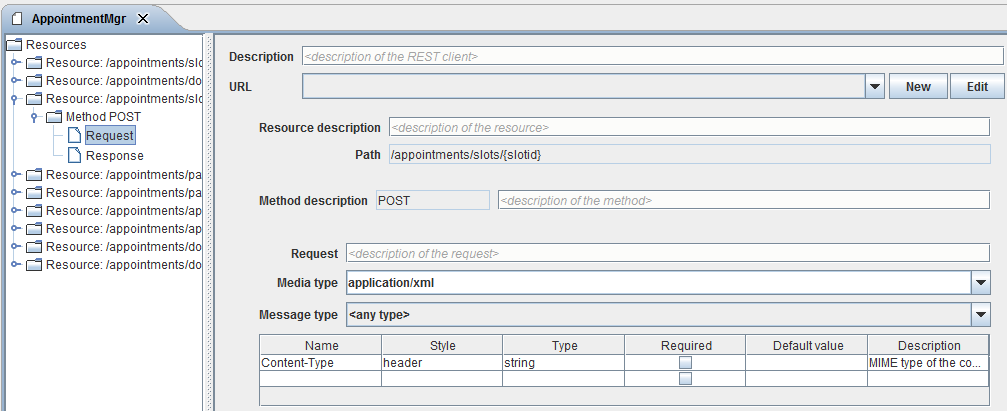 AppointmentMgr
Resources
Resource: /appointments/slo
Resource: /appointments/do
Resource: /appointments/slo
Method POST
Request
Response
Resource: /appointments/pa
Resource: /appointments/pa
Resource: /appointments/ap
Resource: /appointments/ap
Resource: /appointments/do
Resource: /appointments/do
Description <description of the REST client>
URL New Edit
Resource description <description of the resource>
Path /appointments/slots/{slotid}
Method description POST <description of the method>
Request <description of the request>
Media type application/xml
Message type <any type>
Name Style Type Required Default value Description
Content-Type header string MIME type of the co...